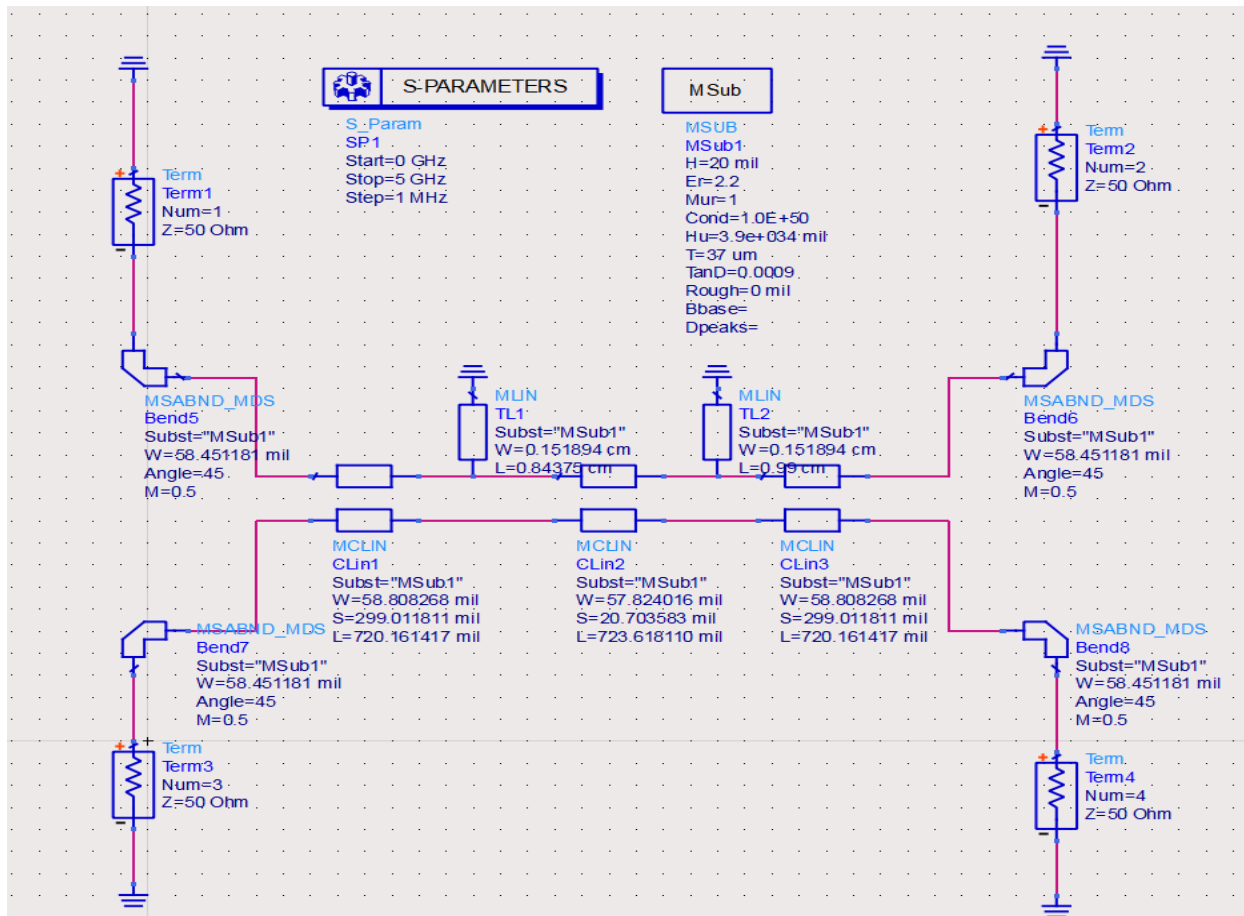 S-PARAMETERS
S_Param
SP1
Start=0 GHz
Stop=5 GHz
Step=1 MHz
MSub
MSUB
MSub1
H=20 mil
Er=2.2
Mur=1
Cond=1.0E+50
Hu=3.9e+034 mil
T=37 um
TanD=0.0009
Rough=0 mil
Bbase=
Dpeaks=
+
Term
Term1
Num=1
Z=50 Ohm
-
+
Term
Term2
Num=2
Z=50 Ohm
-
MSABND_MDS
Bend5
Subst="MSub1"
W=58.451181 mil
Angle=45
M=0.5
MLIN
TL1
Subst="MSub1"
W=0.151894 cm
L=0.84375 cm
MLIN
TL2
Subst="MSub1"
W=0.151894 cm
L=0.99 cm
MSABND_MDS
Bend6
Subst="MSub1"
W=58.451181 mil
Angle=45
M=0.5
MCLIN
CLin1
Subst="MSub1"
W=58.808268 mil
S=299.011811 mil
L=720.161417 mil
MCLIN
CLin2
Subst="MSub1"
W=57.824016 mil
S=20.703583 mil
L=723.618110 mil
MCLIN
CLin3
Subst="MSub1"
W=58.808268 mil
S=299.011811 mil
L=720.161417 mil
MSABND_MDS
Bend7
Subst="MSub1"
W=58.451181 mil
Angle=45
M=0.5
MSABND_MDS
Bend8
Subst="MSub1"
W=58.451181 mil
Angle=45
M=0.5
+
Term
Term3
Num=3
Z=50 Ohm
-
+
Term
Term4
Num=4
Z=50 Ohm
-